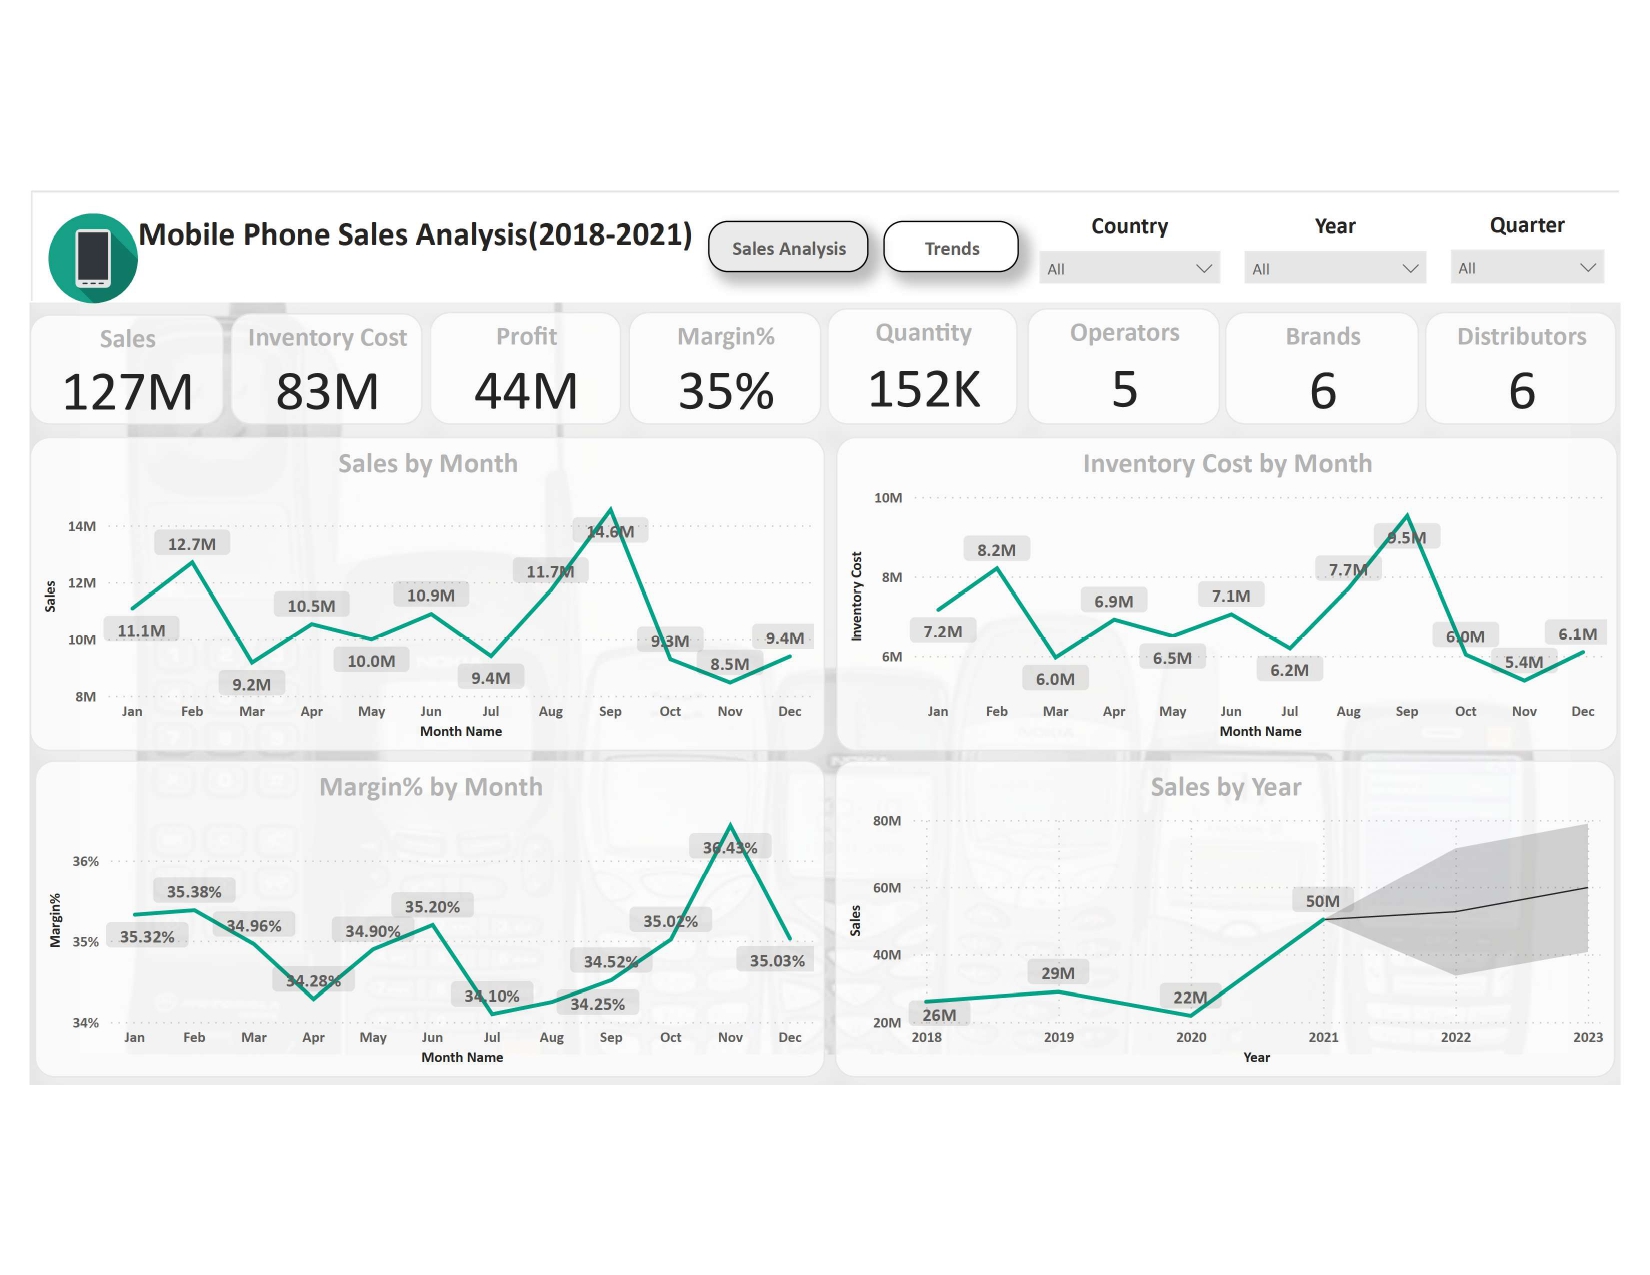 Mobile Phone Sales Analysis(2018-2021)
Sales Analysis
Trends
Country
All
Year
All
Quarter
All
Sales
127M
Inventory Cost
83M
Profit
44M
Margin%
35%
Quantity
152K
Operators
5
Brands
6
Distributors
6
Sales by Month
Sales
14M
12M
10M
8M
11.1M
12.7M
9.2M
10.5M
10.0M
10.9M
9.4M
11.7M
14.6M
9.3M
8.5M
9.4M
Jan Feb Mar Apr May Jun Jul Aug Sep Oct Nov Dec
Month Name
Inventory Cost by Month
Inventory Cost
10M
8M
6M
7.2M
8.2M
6.0M
6.9M
6.5M
7.1M
6.2M
7.7M
9.5M
6.0M
5.4M
6.1M
Jan Feb Mar Apr May Jun Jul Aug Sep Oct Nov Dec
Month Name
Margin% by Month
Margin%
36%
35%
34%
35.32%
35.38%
34.96%
34.28%
34.90%
35.20%
34.10%
34.25%
34.52%
35.02%
36.43%
35.03%
Jan Feb Mar Apr May Jun Jul Aug Sep Oct Nov Dec
Month Name
Sales by Year
Sales
80M
60M
40M
20M
26M
29M
22M
50M
2018 2019 2020 2021 2022 2023
Year